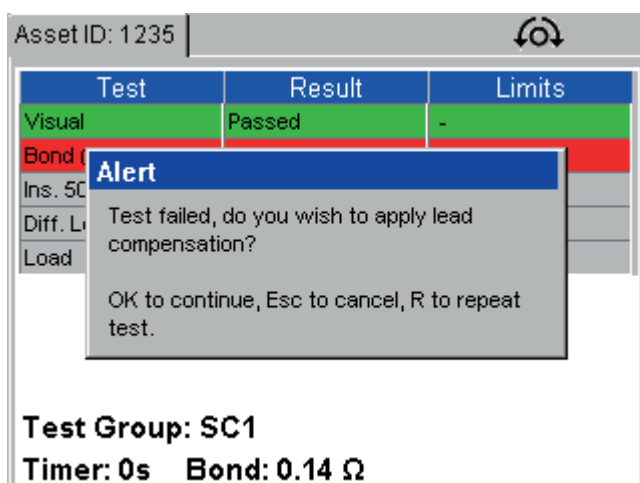 Asset ID: 1235
Test Result Limits
Visual Passed -
Bond (
Alert
Ins. 50
Test failed, do you wish to apply lead
Diff. L
compensation?
Load
OK to continue, Esc to cancel, R to repeat
test.
Test Group: SC1
Timer: 0s Bond: 0.14 Ω